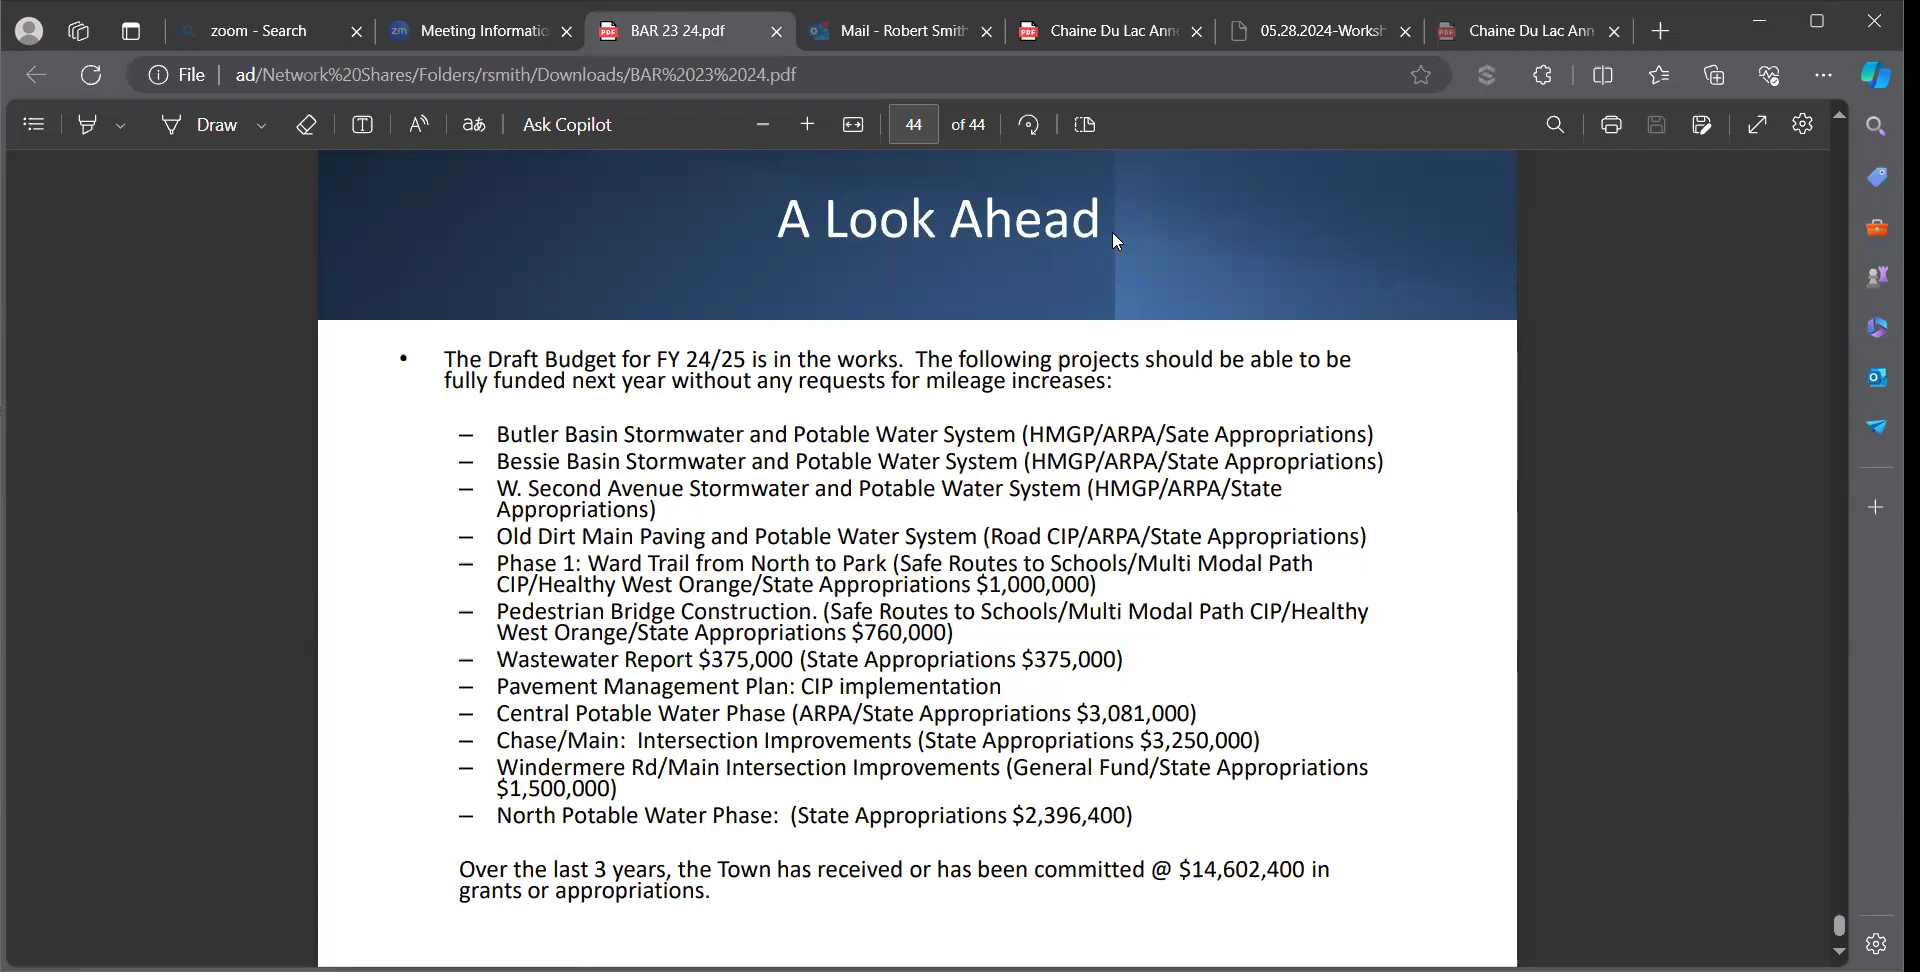 zoom - Search
Meeting Informatio
BAR 23 24.pdf
Mail - Robert Smith
Chaine Du Lac Ann
05.28.2024-Worksh
Chaine Du Lac Ann
File
ad/Network%20Shares/Folders/rsmith/Downloads/BAR%2023%2024.pdf
Draw
Ask Copilot
44 of 44
A Look Ahead
• The Draft Budget for FY 24/25 is in the works. The following projects should be able to be
fully funded next year without any requests for mileage increases:
– Butler Basin Stormwater and Potable Water System (HMGP/ARPA/Sate Appropriations)
– Bessie Basin Stormwater and Potable Water System (HMGP/ARPA/State Appropriations)
– W. Second Avenue Stormwater and Potable Water System (HMGP/ARPA/State
Appropriations)
– Old Dirt Main Paving and Potable Water System (Road CIP/ARPA/State Appropriations)
– Phase 1: Ward Trail from North to Park (Safe Routes to Schools/Multi Modal Path
CIP/Healthy West Orange/State Appropriations $1,000,000)
– Pedestrian Bridge Construction. (Safe Routes to Schools/Multi Modal Path CIP/Healthy
West Orange/State Appropriations $760,000)
– Wastewater Report $375,000 (State Appropriations $375,000)
– Pavement Management Plan: CIP implementation
– Central Potable Water Phase (ARPA/State Appropriations $3,081,000)
– Chase/Main: Intersection Improvements (State Appropriations $3,250,000)
– Windermere Rd/Main Intersection Improvements (General Fund/State Appropriations
$1,500,000)
– North Potable Water Phase: (State Appropriations $2,396,400)
Over the last 3 years, the Town has received or has been committed @ $14,602,400 in
grants or appropriations.